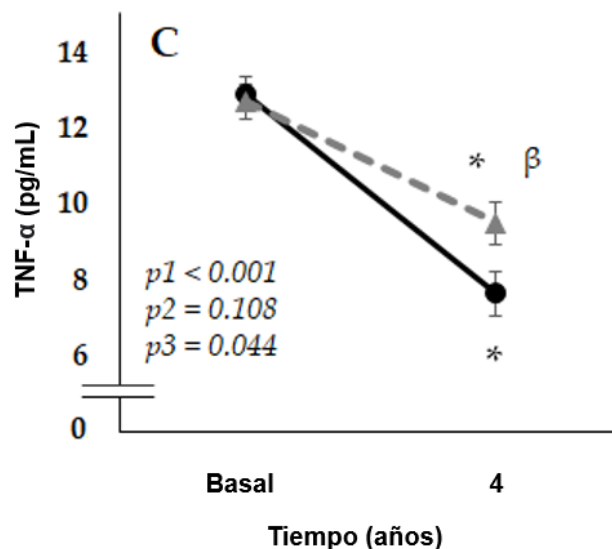 C
TNF-α (pg/mL)
14
12
10
8
6
0
* β
p1 < 0.001
p2 = 0.108
p3 = 0.044
*
Basal 4
Tiempo (años)